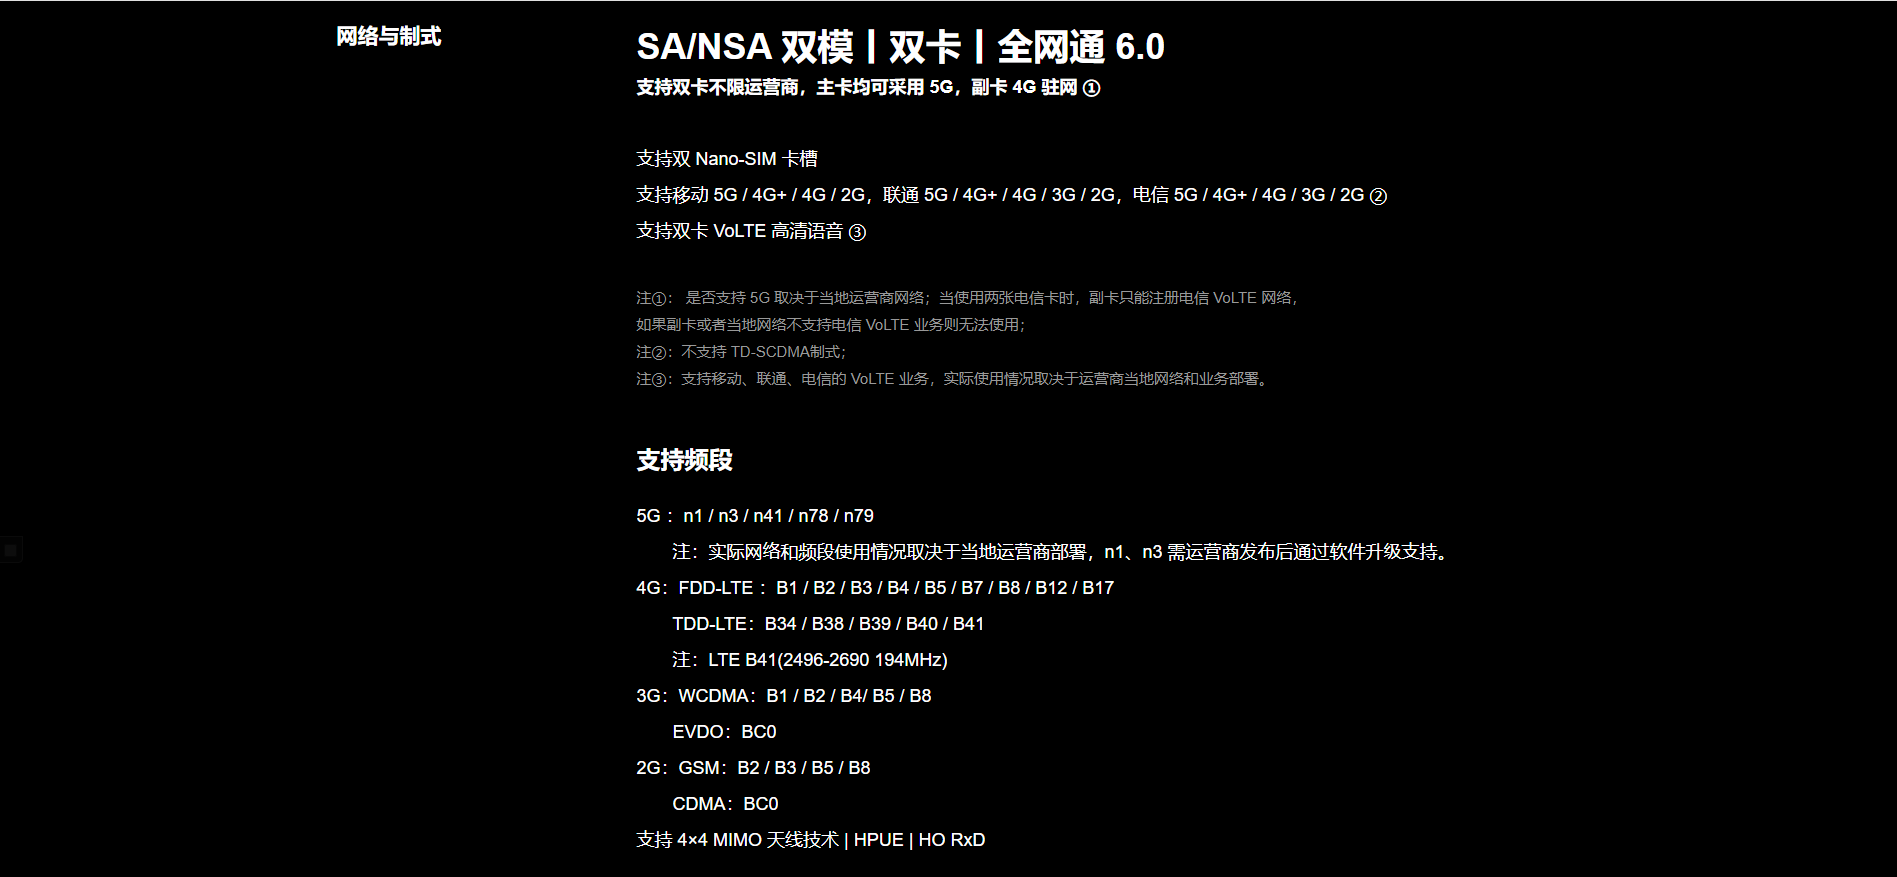 网络与制式
SA/NSA 双模丨双卡丨全网通 6.0
支持双卡不限运营商，主卡均可采用 5G，副卡 4G 驻网 ①
支持双 Nano-SIM 卡槽
支持移动 5G / 4G+ / 4G / 2G，联通 5G / 4G+ / 4G / 3G / 2G，电信 5G / 4G+ / 4G / 3G / 2G ②
支持双卡 VoLTE 高清语音 ③
注①： 是否支持 5G 取决于当地运营商网络；当使用两张电信卡时，副卡只能注册电信 VoLTE 网络，
如果副卡或者当地网络不支持电信 VoLTE 业务则无法使用；
注②：不支持 TD-SCDMA制式；
注③：支持移动、联通、电信的 VoLTE 业务，实际使用情况取决于运营商当地网络和业务部署。
支持频段
5G： n1 / n3 / n41 / n78 / n79
注：实际网络和频段使用情况取决于当地运营商部署，n1、n3 需运营商发布后通过软件升级支持。
4G：FDD-LTE： B1 / B2 / B3 / B4 / B5 / B7 / B8 / B12 / B17
TDD-LTE：B34 / B38 / B39 / B40 / B41
注：LTE B41(2496-2690 194MHz)
3G：WCDMA：B1 / B2 / B4/ B5 / B8
EVDO：BC0
2G：GSM：B2 / B3 / B5 / B8
CDMA：BC0
支持 4×4 MIMO 天线技术 | HPUE | HO RxD